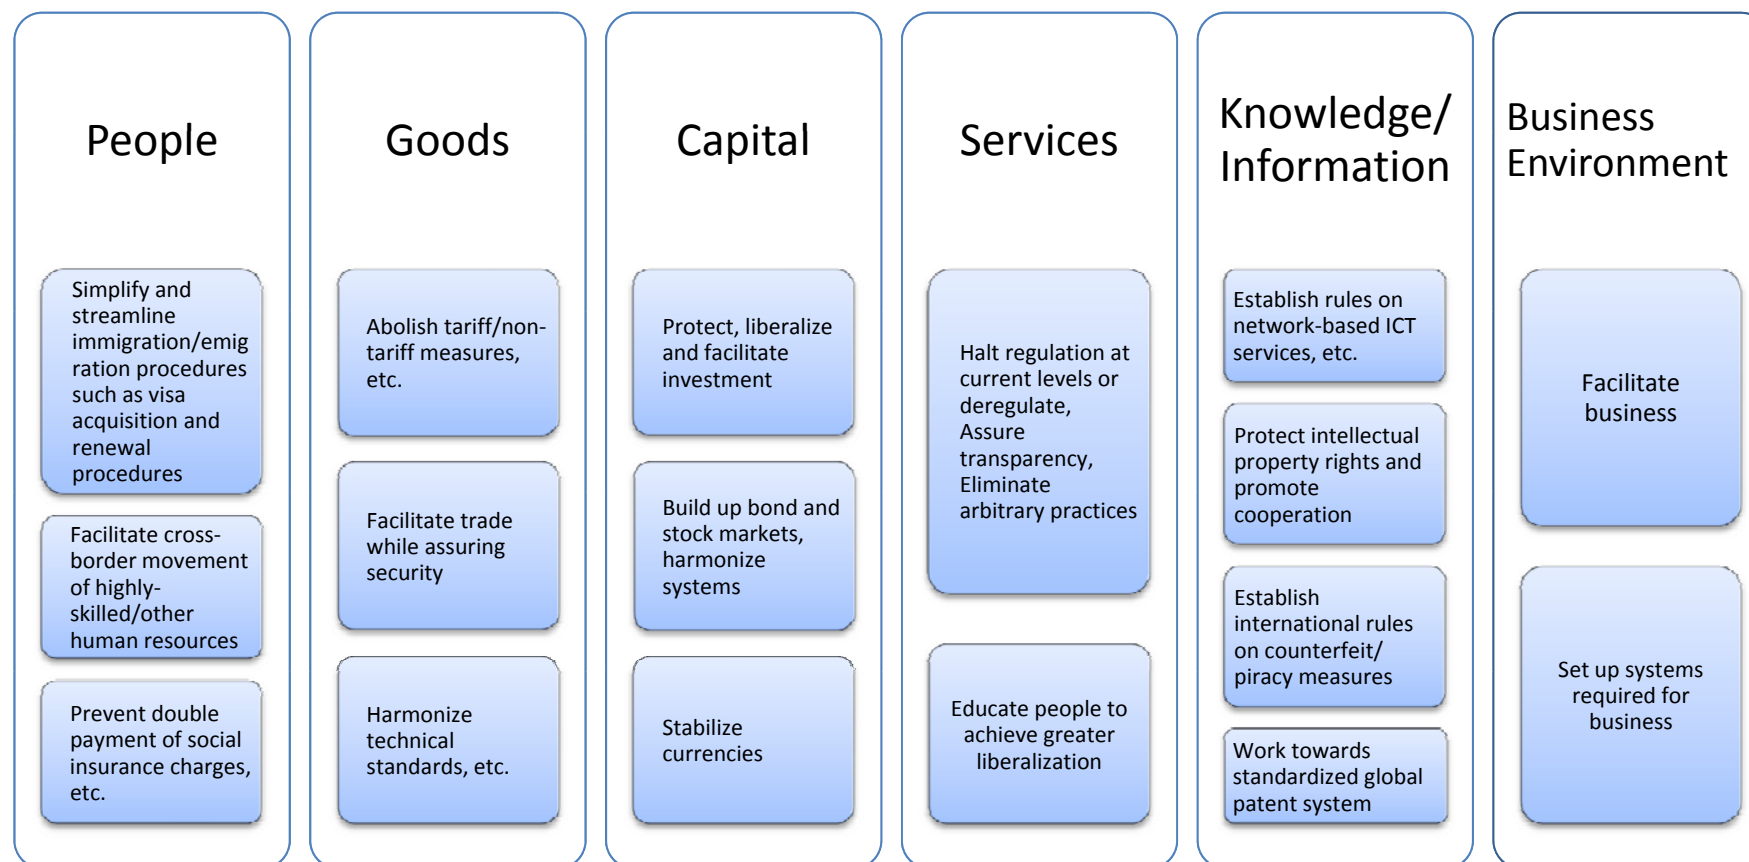 People
Simplify and
streamline
immigration/emig
ration procedures
such as visa
acquisition and
renewal
procedures
Facilitate cross-
border movement
of highly-
skilled/other
human resources
Prevent double
payment of social
insurance charges,
etc.
Goods
Abolish tariff/non-
tariff measures,
etc.
Facilitate trade
while assuring
security
Harmonize
technical
standards, etc.
Capital
Protect, liberalize
and facilitate
investment
Build up bond and
stock markets,
harmonize
systems
Stabilize
currencies
Services
Halt regulation at
current levels or
deregulate,
Assure
transparency,
Eliminate
arbitrary practices
Educate people to
achieve greater
liberalization
Knowledge/
Information
Establish rules on
network-based ICT
services, etc.
Protect intellectual
property rights and
promote
cooperation
Establish
international rules
on counterfeit/
piracy measures
Work towards
standardized global
patent system
Business
Environment
Facilitate
business
Set up systems
required for
business